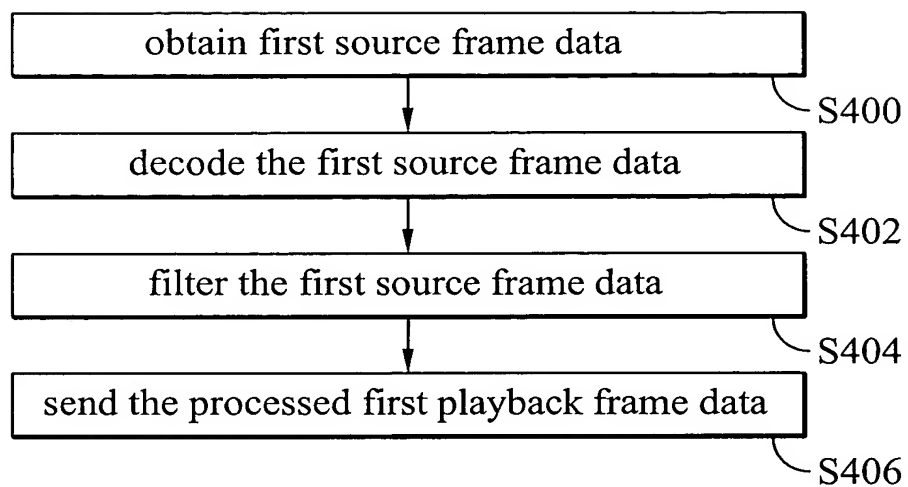 obtain first source frame data
S400
decode the first source frame data
S402
filter the first source frame data
S404
send the processed first playback frame data
S406